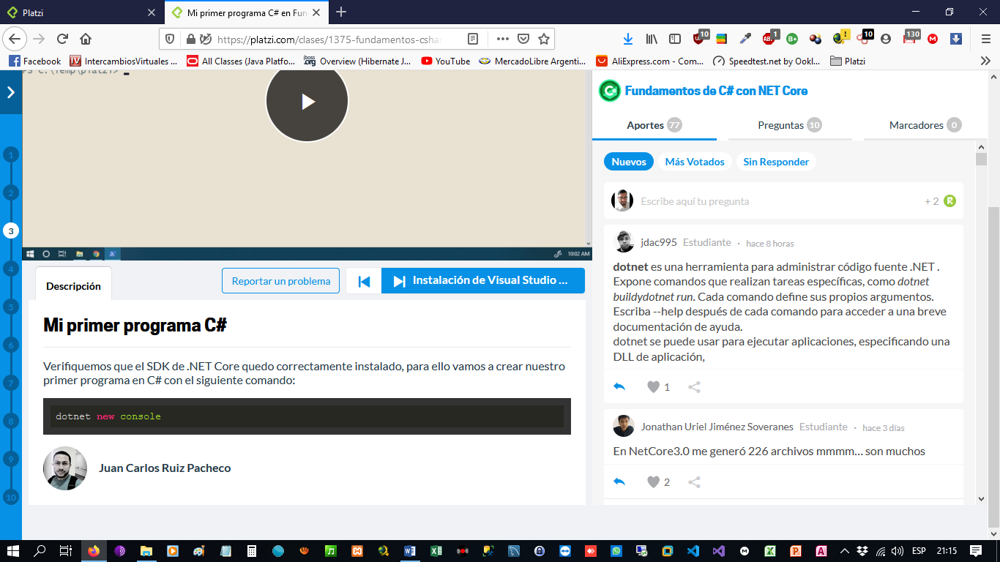 Platzi
Mi primer programa C# en Fun
https://platzi.com/clases/1375-fundamentos-csha
10
1
10
130
Facebook
IntercambiosVirtuales ...
All Classes (Java Platfo...
Overview (Hibernate J...
YouTube
MercadoLibre Argenti...
AliExpress.com - Com...
Speedtest.net by Ookl...
Platzi
PS C:\Temp\platzi>
10:02 AM
1
2
3
4
5
6
7
8
9
10
Descripción
Reportar un problema
Instalación de Visual Studio ...
Mi primer programa C#
Verifiquemos que el SDK de .NET Core quedo correctamente instalado, para ello vamos a crear nuestro
primer programa en C# con el siguiente comando:
dotnet new console
Juan Carlos Ruiz Pacheco
Fundamentos de C# con NET Core
Aportes 77
Preguntas 10
Marcadores 0
Nuevos
Más Votados
Sin Responder
Escribe aquí tu pregunta
+ 2
jdac995 Estudiante · hace 8 horas
dotnet es una herramienta para administrar código fuente .NET .
Expone comandos que realizan tareas específicas, como dotnet
buildydotnet run. Cada comando define sus propios argumentos.
Escriba --help después de cada comando para acceder a una breve
documentación de ayuda.
dotnet se puede usar para ejecutar aplicaciones, especificando una
DLL de aplicación,
1
Jonathan Uriel Jiménez Soveranes Estudiante · hace 3 días
En NetCore3.0 me generó 226 archivos mmmm... son muchos
2
ESP
21:15